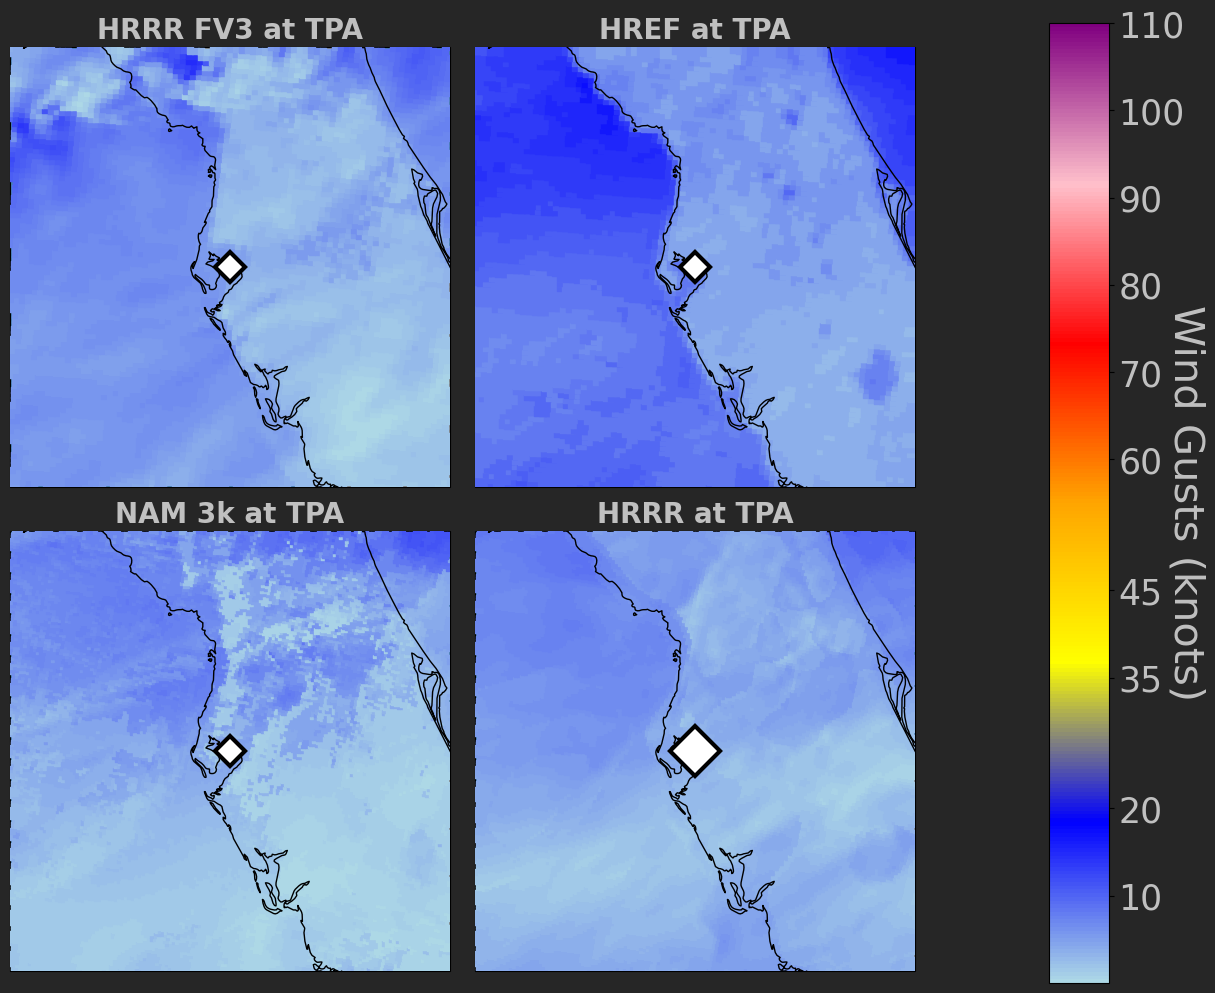 HRRR FV3 at TPA
HREF at TPA
NAM 3k at TPA
HRRR at TPA
110
100
90
80
70
60
45
35
20
10
Wind Gusts (knots)